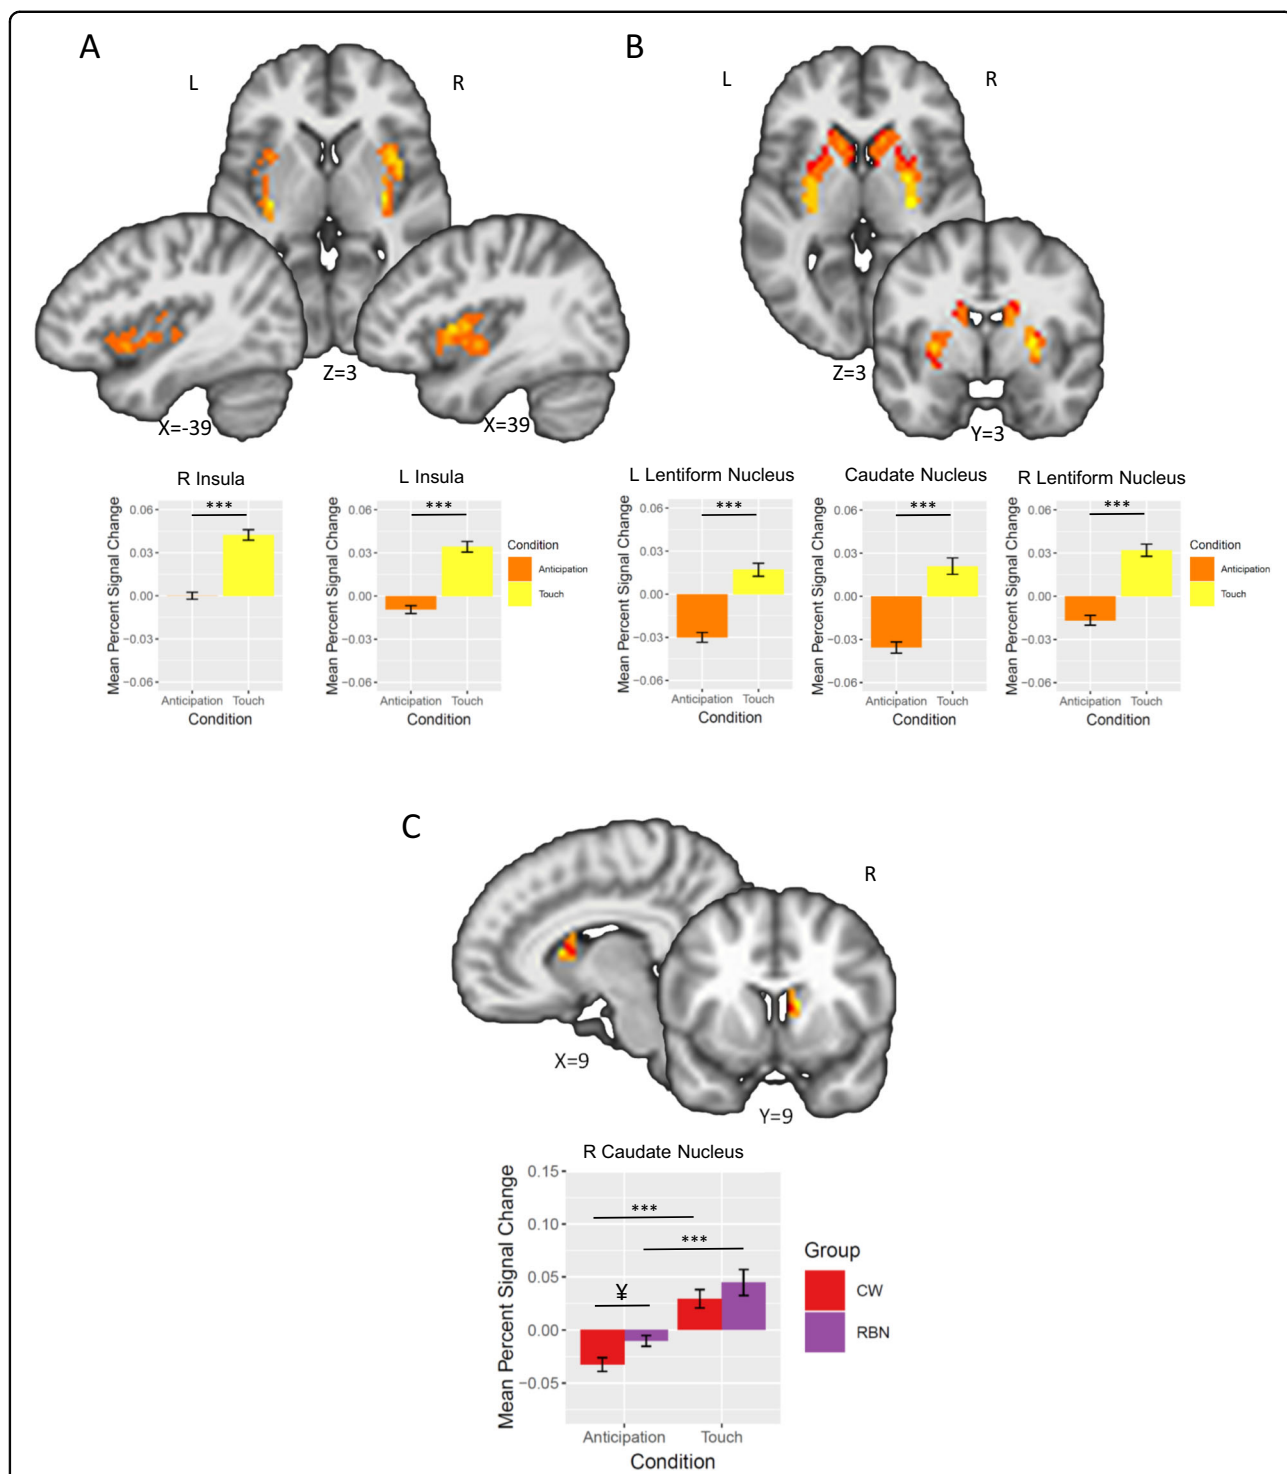 A
B
L
R
L
R
Z=3
X=-39
X=39
Z=3
Y=3
R Insula
L Insula
L Lentiform Nucleus
Caudate Nucleus
R Lentiform Nucleus
Mean Percent Signal Change
0.06
0.03
0.00
−0.03
−0.06
***
Anticipation Touch
Condition
Mean Percent Signal Change
0.06
0.03
0.00
−0.03
−0.06
***
Anticipation Touch
Condition
Condition
Anticipation
Touch
Mean Percent Signal Change
0.06
0.03
0.00
−0.03
−0.06
***
Anticipation Touch
Condition
Mean Percent Signal Change
0.06
0.03
0.00
−0.03
−0.06
***
Anticipation Touch
Condition
Mean Percent Signal Change
0.06
0.03
0.00
−0.03
−0.06
***
Anticipation Touch
Condition
Condition
Anticipation
Touch
C
R
X=9
Y=9
R Caudate Nucleus
Mean Percent Signal Change
0.15
0.10
0.05
0.00
−0.05
***
***
¥
Anticipation Touch
Condition
Group
CW
RBN